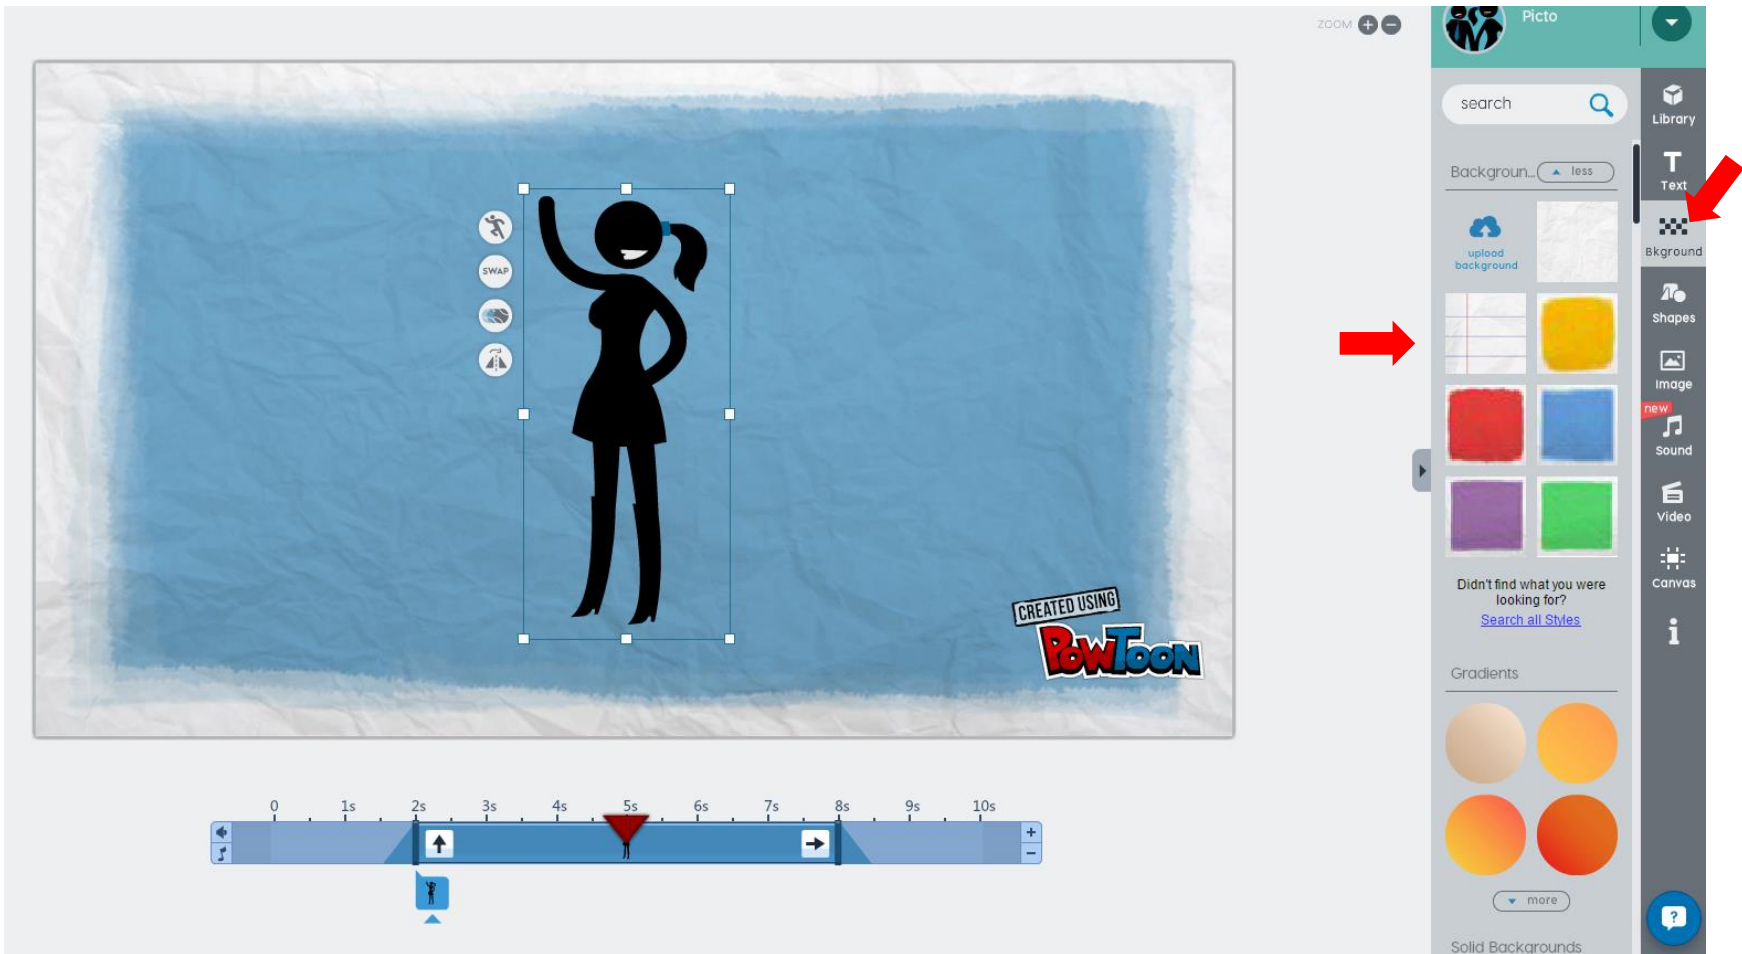 ZOOM
Picto
search
Backgroun...
less
upload
background
Didn't find what you were
looking for?
Search all Styles
Gradients
more
Solid Backgrounds
Library
Text
Bkground
Shapes
Image
new
Sound
Video
Canvas
i
?
SWAP
CREATED USING
POWTOON
0 1s 2s 3s 4s 5s 6s 7s 8s 9s 10s